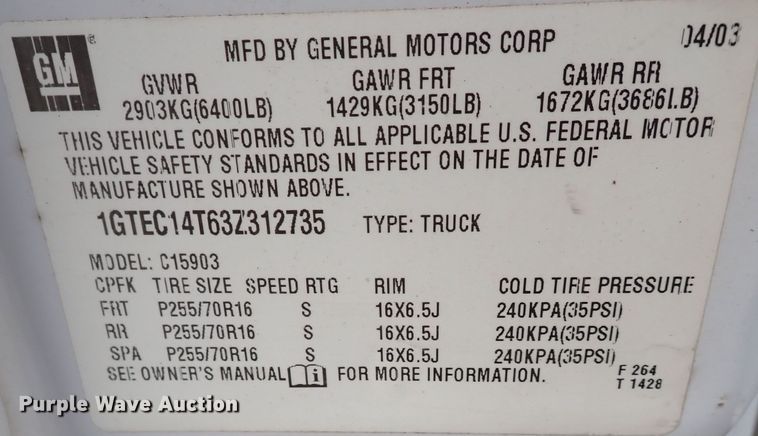 GM ®
MFD BY GENERAL MOTORS CORP 04/03
GVWR GAWR FRT GAWR RR
2903KG(6400LB) 1429KG(3150LB) 1672KG(3686LB)
THIS VEHICLE CONFORMS TO ALL APPLICABLE U.S. FEDERAL MOTOR
VEHICLE SAFETY STANDARDS IN EFFECT ON THE DATE OF
MANUFACTURE SHOWN ABOVE.
1GTEC14T63Z312735 TYPE: TRUCK
MODEL: C15903
CPFK TIRE SIZE SPEED RTG RIM COLD TIRE PRESSURE
FRT P255/70R16 S 16X6.5J 240KPA(35PSI)
RR P255/70R16 S 16X6.5J 240KPA(35PSI)
SPA P255/70R16 S 16X6.5J 240KPA(35PSI)
SEE OWNER'S MANUAL i FOR MORE INFORMATION. F 264
T 1428
Purple Wave Auction